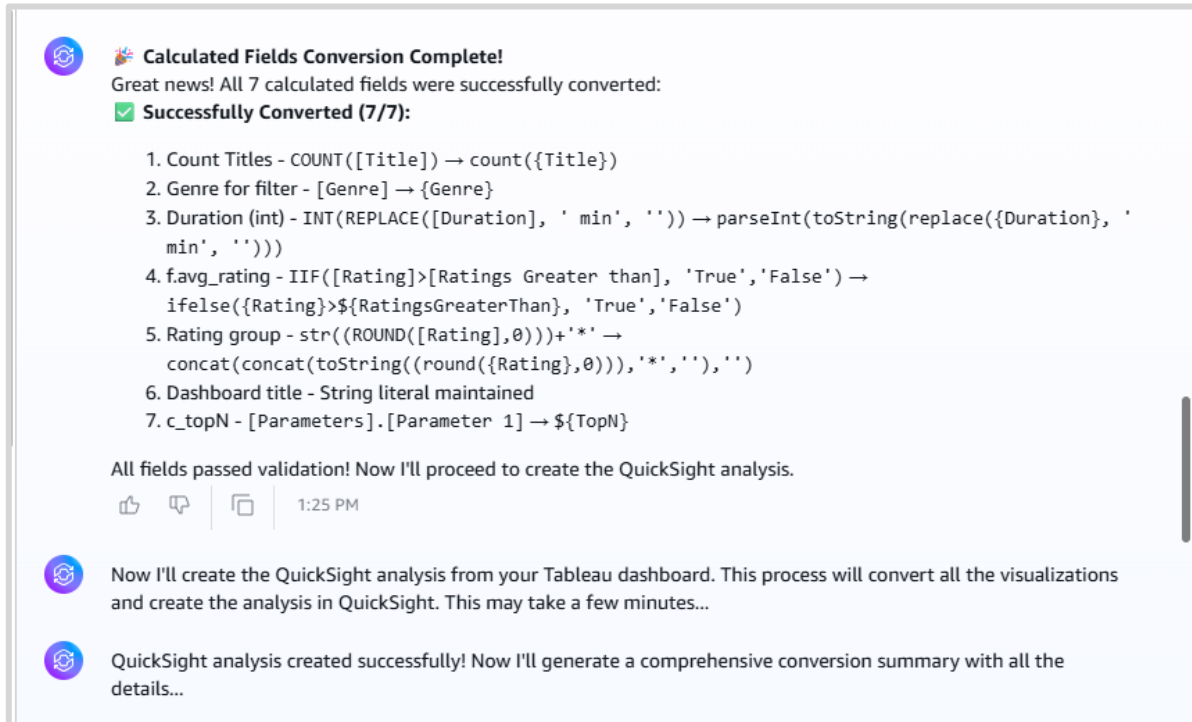 🎉 Calculated Fields Conversion Complete!
Great news! All 7 calculated fields were successfully converted:
✅ Successfully Converted (7/7):
1. Count Titles - COUNT([Title]) → count({Title})
2. Genre for filter - [Genre] → {Genre}
3. Duration (int) - INT(REPLACE([Duration], ' min', '')) → parseInt(toString(replace({Duration}, '
min', '')))
4. f.avg_rating - IIF([Rating]>[Ratings Greater than], 'True','False') →
ifelse({Rating}>${RatingsGreaterThan}, 'True','False')
5. Rating group - str((ROUND([Rating],0)))+'*' →
concat(concat(toString((round({Rating},0))),'*',''),'')
6. Dashboard title - String literal maintained
7. c_topN - [Parameters].[Parameter 1] → ${TopN}
All fields passed validation! Now I'll proceed to create the QuickSight analysis.
1:25 PM
Now I'll create the QuickSight analysis from your Tableau dashboard. This process will convert all the visualizations
and create the analysis in QuickSight. This may take a few minutes...
QuickSight analysis created successfully! Now I'll generate a comprehensive conversion summary with all the
details...